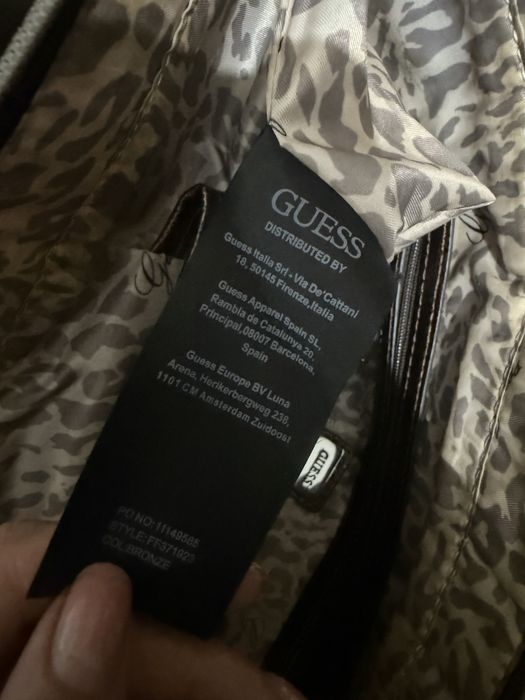 GUESS
DISTRIBUTED BY
Guess Italia Srl - Via De'Cattani
18, 50145 Firenze,Italia
Guess Apparel Spain SL,
Rambla de Catalunya 20,
Principal,08007 Barcelona,
Spain
Guess Europe BV Luna
Arena, Herikerbergweg 238,
1101 CM Amsterdam Zuidoost
GUESS
PO NO:11149585
STYLE:FF371929
COL:BRONZE